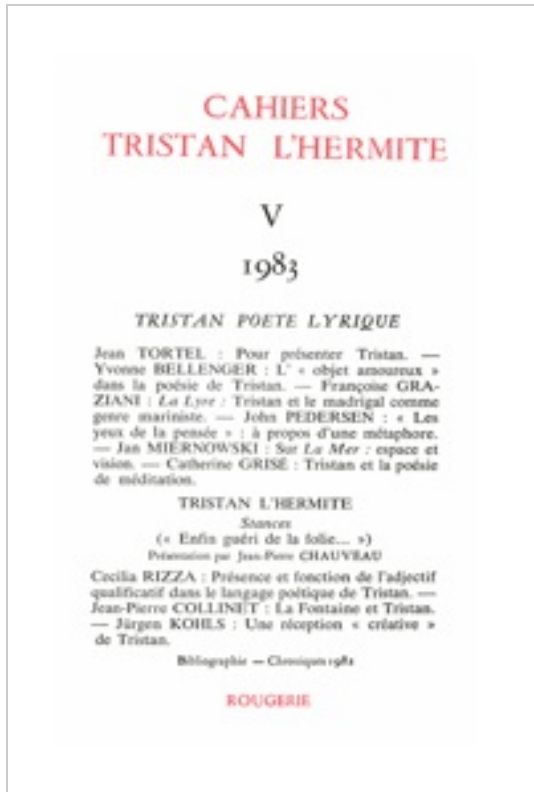 CAHIERS
TRISTAN L'HERMITE
V
1983
TRISTAN POETE LYRIQUE
Jean TORTEL : Pour présenter Tristan. —
Yvonne BELLENGER : L' « objet amoureux »
dans la poésie de Tristan. — Françoise GRA-
ZIANI : La Lyre : Tristan et le madrigal comme
genre mariniste. — John PEDERSEN : « Les
yeux de la pensée » : à propos d'une métaphore.
— Jan MIERNOWSKI : Sur La Mer : espace et
vision. — Catherine GRISÉ : Tristan et la poésie
de méditation.
TRISTAN L'HERMITE
Stances
(« Enfin guéri de la folie... »)
Présentation par Jean-Pierre CHAUVEAU
Cecilia RIZZA : Présence et fonction de l'adjectif
qualificatif dans le langage poétique de Tristan. —
Jean-Pierre COLLINET : La Fontaine et Tristan.
— Jürgen KOHLS : Une réception « créative »
de Tristan.
Bibliographie — Chroniques 1982
ROUGERIE